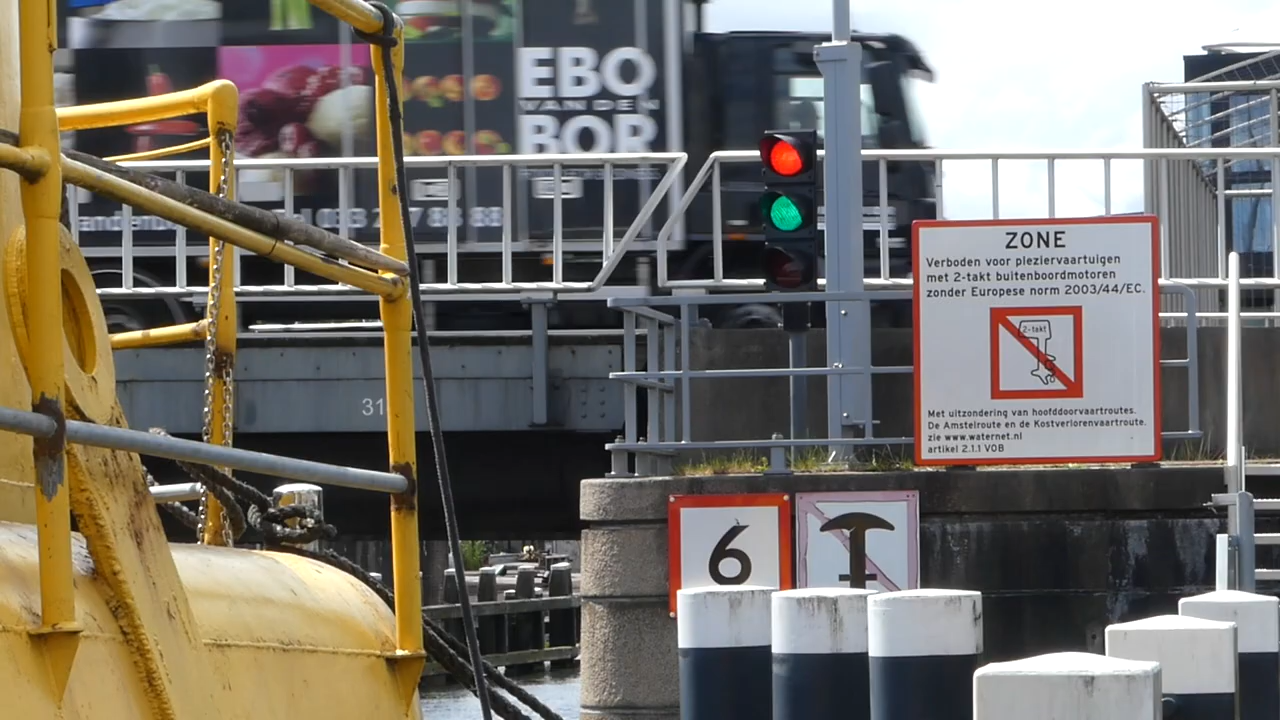 EBO
VAN DEN
BOR
31
ZONE
Verboden voor pleziervaartuigen
met 2-takt buitenboordmotoren
zonder Europese norm 2003/44/EC.
2-takt
Met uitzondering van hoofddoorvaartroutes.
De Amstelroute en de Kostverlorenvaartroute.
zie www.waternet.nl
artikel 2.1.1 VOB
6